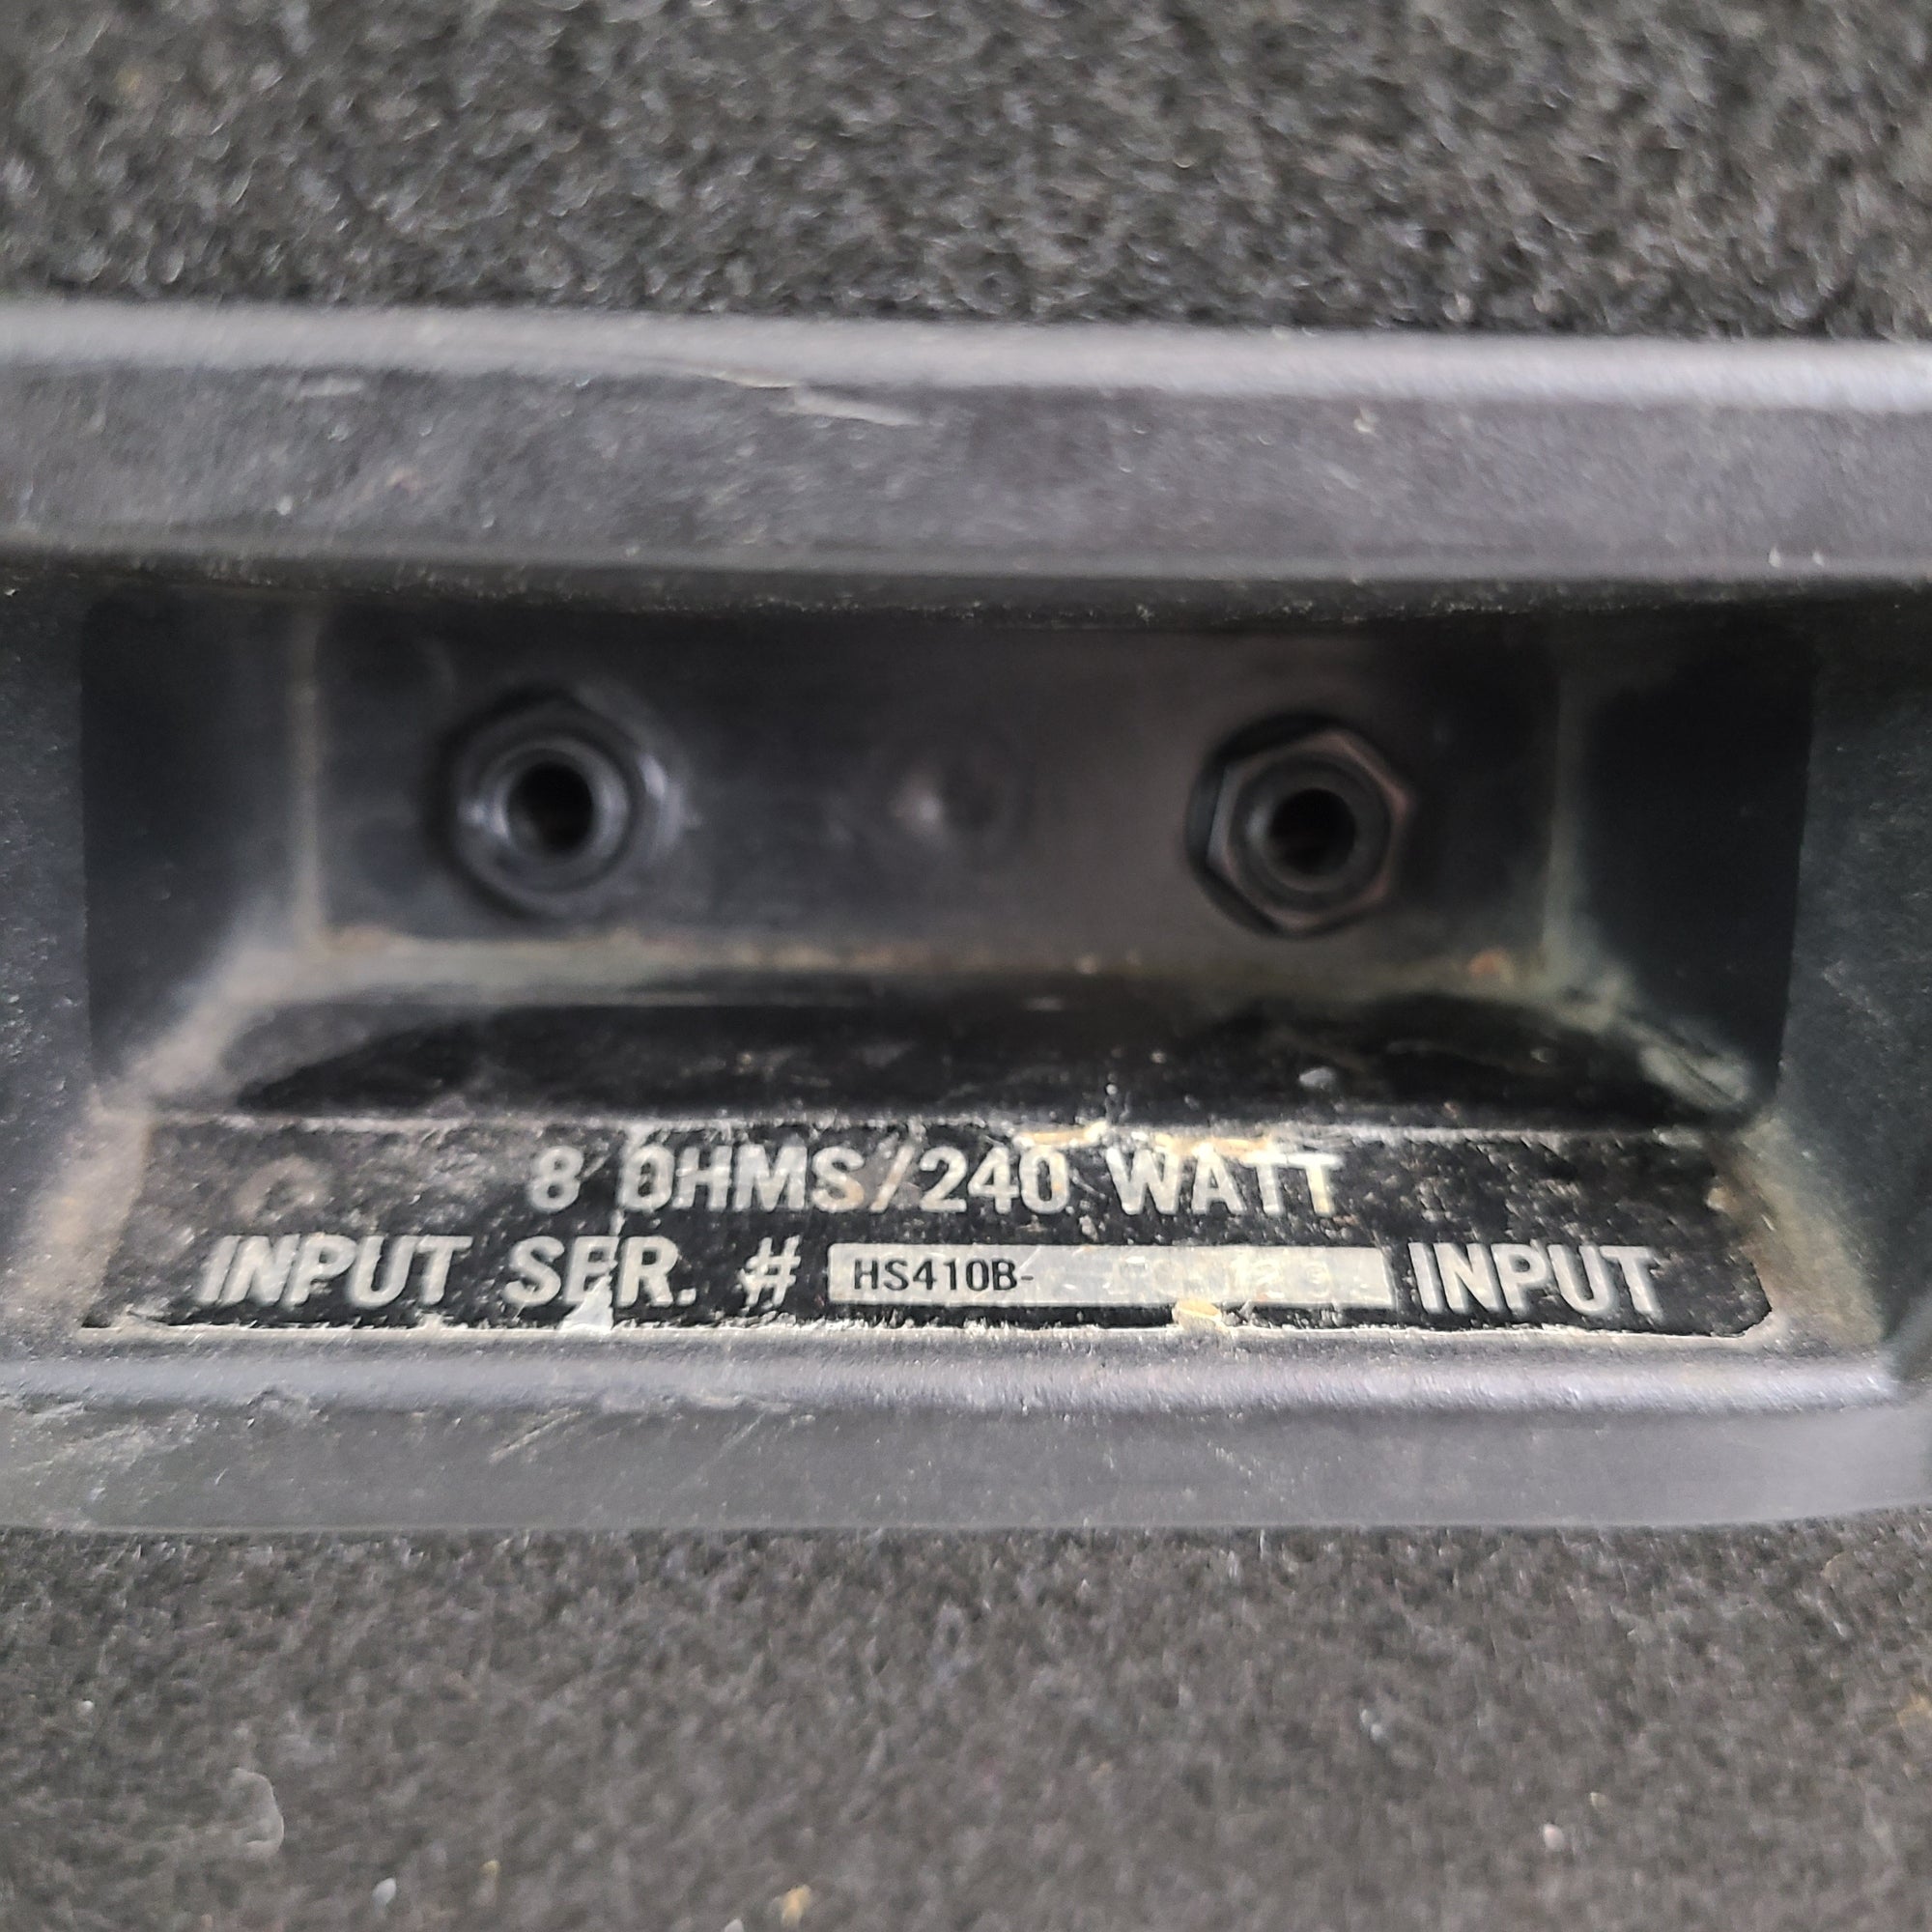 8 OHMS/240 WATT
INPUT SER. # HS410B- INPUT